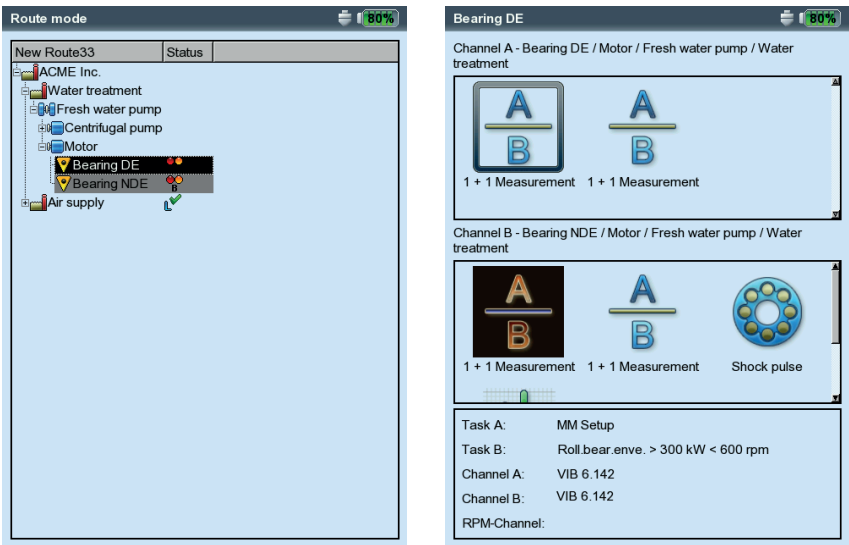 Route mode
80%
New Route33 Status
ACME Inc.
Water treatment
Fresh water pump
Centrifugal pump
Motor
Bearing DE
Bearing NDE B
Air supply L
Bearing DE
80%
Channel A - Bearing DE / Motor / Fresh water pump / Water
treatment
A A
B B
1 + 1 Measurement 1 + 1 Measurement
Channel B - Bearing NDE / Motor / Fresh water pump / Water
treatment
A A
B B
1 + 1 Measurement 1 + 1 Measurement Shock pulse
Task A: MM Setup
Task B: Roll.bear.enve. > 300 kW < 600 rpm
Channel A: VIB 6.142
Channel B: VIB 6.142
RPM-Channel: